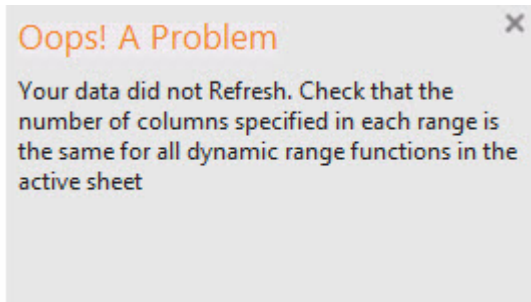 Oops! A Problem
Your data did not Refresh. Check that the
number of columns specified in each range is
the same for all dynamic range functions in the
active sheet